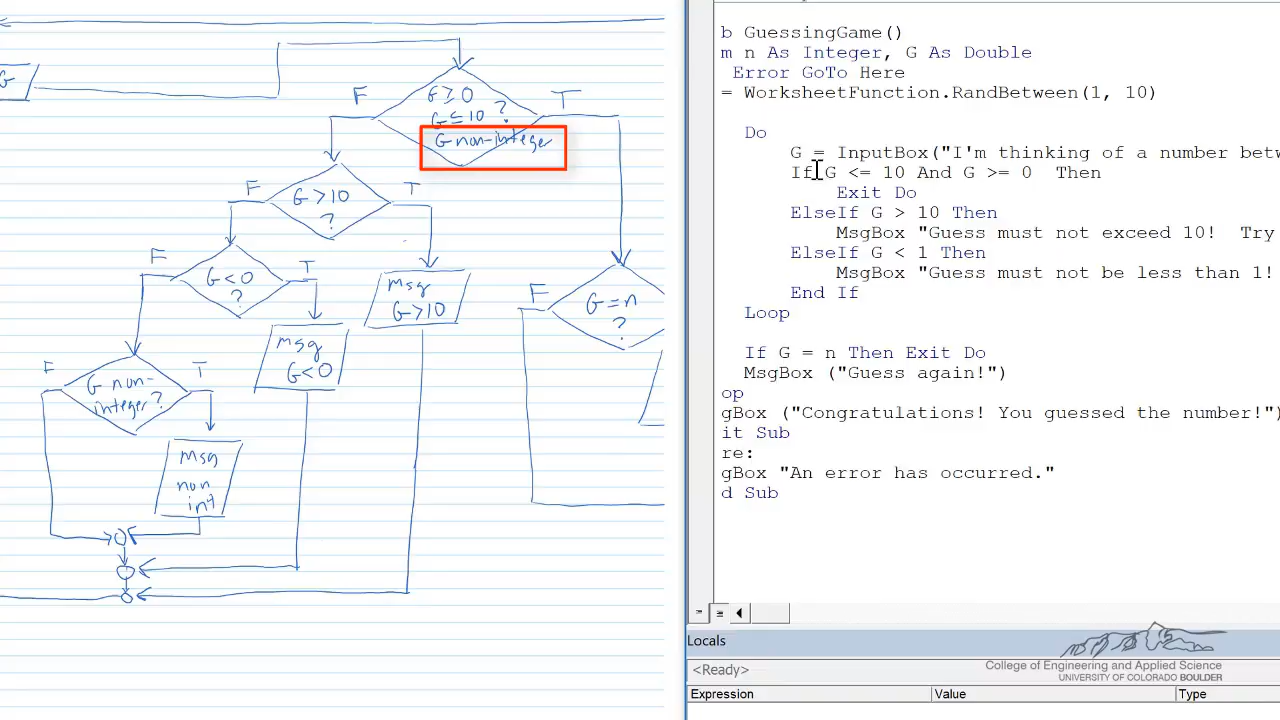 G
F
G ≥ 0
G ≤ 10 ?
G non-integer
T
F
G > 10
?
T
F
G < 0
?
T
msg
G > 10
F
G = n
?
msg
G < 0
F
G non-
integer?
T
msg
non
int
b GuessingGame()
m n As Integer, G As Double
Error GoTo Here
= WorksheetFunction.RandBetween(1, 10)
Do
G = InputBox("I'm thinking of a number betw
If G <= 10 And G >= 0 Then
Exit Do
ElseIf G > 10 Then
MsgBox "Guess must not exceed 10! Try
ElseIf G < 1 Then
MsgBox "Guess must not be less than 1!
End If
Loop
If G = n Then Exit Do
MsgBox ("Guess again!")
op
gBox ("Congratulations! You guessed the number!")
it Sub
re:
gBox "An error has occurred."
d Sub
Locals
<Ready>
College of Engineering and Applied Science
UNIVERSITY OF COLORADO BOULDER
Expression Value Type